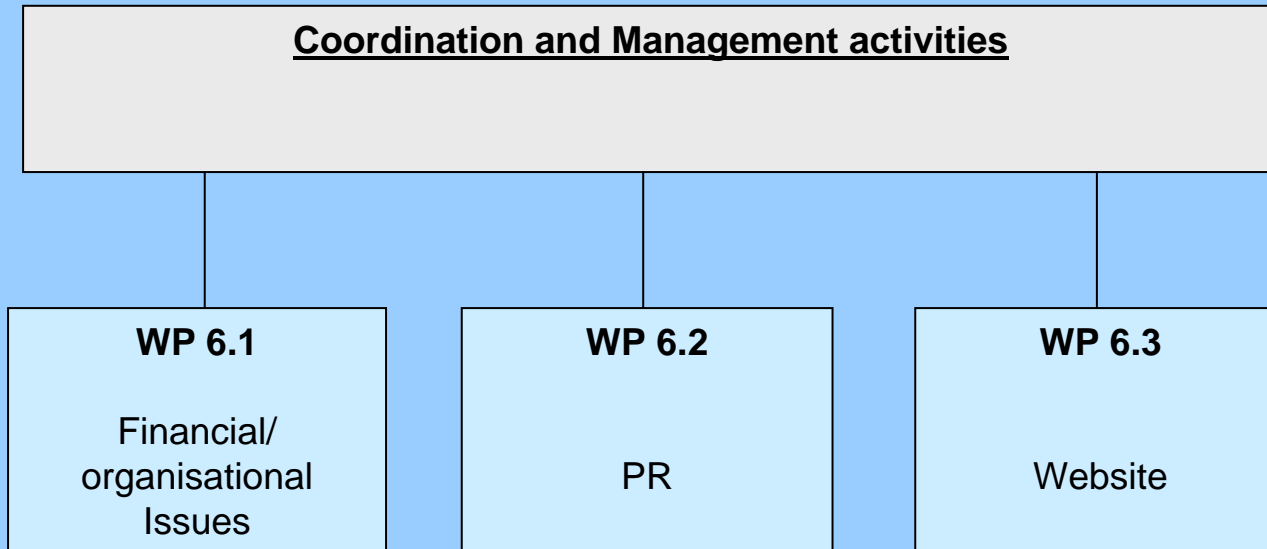 Coordination and Management activities
WP 6.1
Financial/
organisational
Issues
WP 6.2
PR
WP 6.3
Website